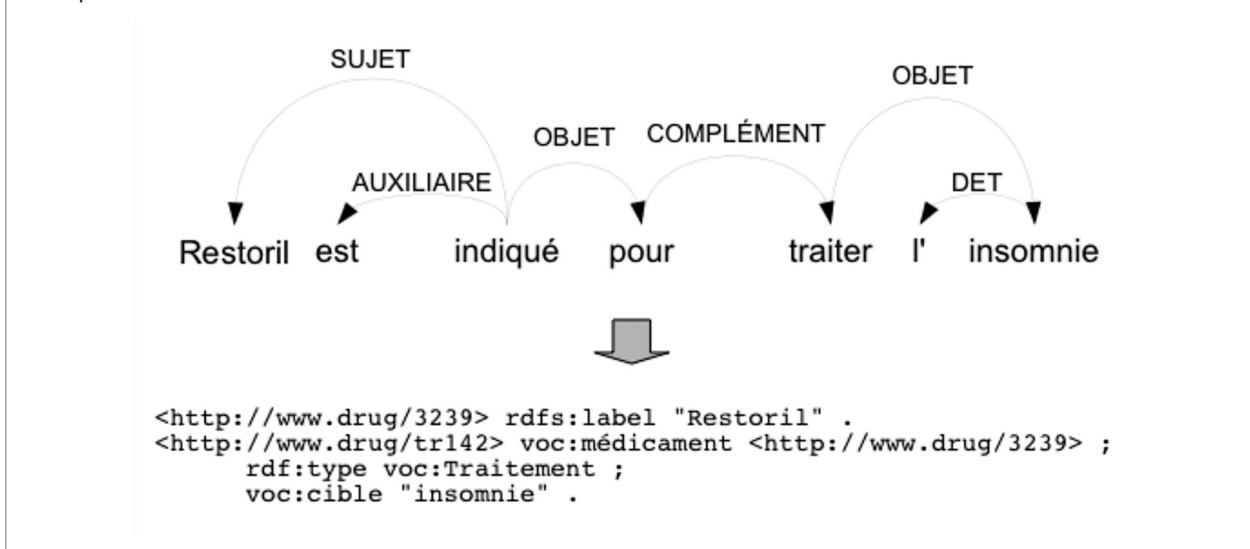 SUJET
OBJET
OBJET COMPLÉMENT
AUXILIAIRE DET
Restoril est indiqué pour traiter l' insomnie
<http://www.drug/3239> rdfs:label "Restoril" .
<http://www.drug/tr142> voc:médicament <http://www.drug/3239> ;
rdf:type voc:Traitement ;
voc:cible "insomnie" .